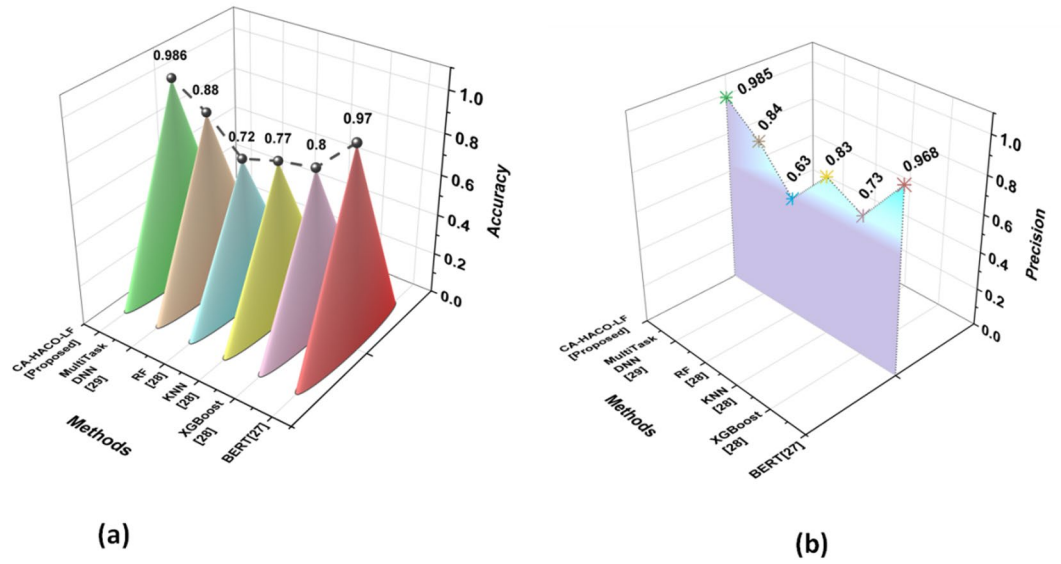 0.986
0.88
0.72
0.77
0.8
0.97
1.0
0.8
0.6
0.4
0.2
0.0
Accuracy
CA-HACO-LF
[Proposed]
MultiTask
DNN
[29]
RF
[28]
KNN
[28]
XGBoost
[28]
BERT[27]
Methods
(a)
0.985
0.84
0.63
0.83
0.73
0.968
1.0
0.8
0.6
0.4
0.2
0.0
Precision
CA-HACO-LF
[Proposed]
MultiTask
DNN
[29]
RF
[28]
KNN
[28]
XGBoost
[28]
BERT[27]
Methods
(b)